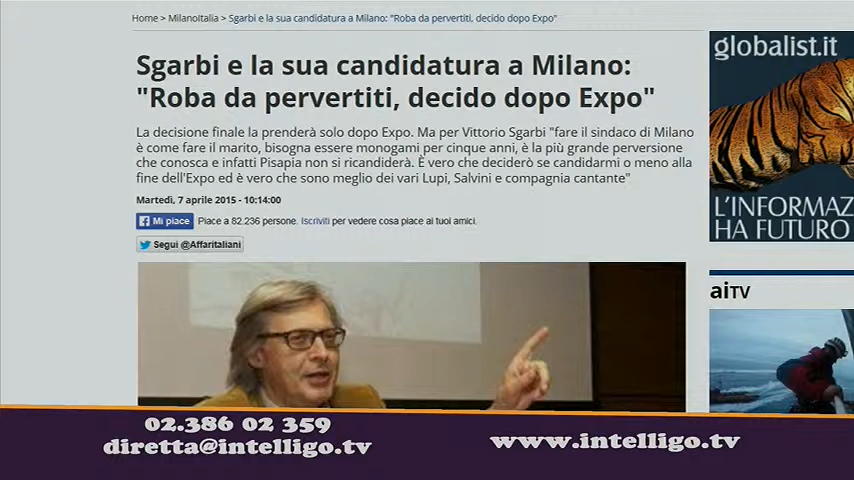 Home > MilanoItalia > Sgarbi e la sua candidatura a Milano: "Roba da pervertiti, decido dopo Expo"
Sgarbi e la sua candidatura a Milano:
"Roba da pervertiti, decido dopo Expo"
La decisione finale la prenderà solo dopo Expo. Ma per Vittorio Sgarbi "fare il sindaco di Milano
è come fare il marito, bisogna essere monogami per cinque anni, è la più grande perversione
che conosca e infatti Pisapia non si ricandiderà. È vero che deciderò se candidarmi o meno alla
fine dell'Expo ed è vero che sono meglio dei vari Lupi, Salvini e compagnia cantante"
Martedì, 7 aprile 2015 - 10:14:00
Mi piace Piace a 82.236 persone. Iscriviti per vedere cosa piace ai tuoi amici.
Segui @Affaritaliani
globalist.it
L'INFORMAZ
HA FUTURO
aiTV
02.386 02 359
diretta@intelligo.tv
www.intelligo.tv